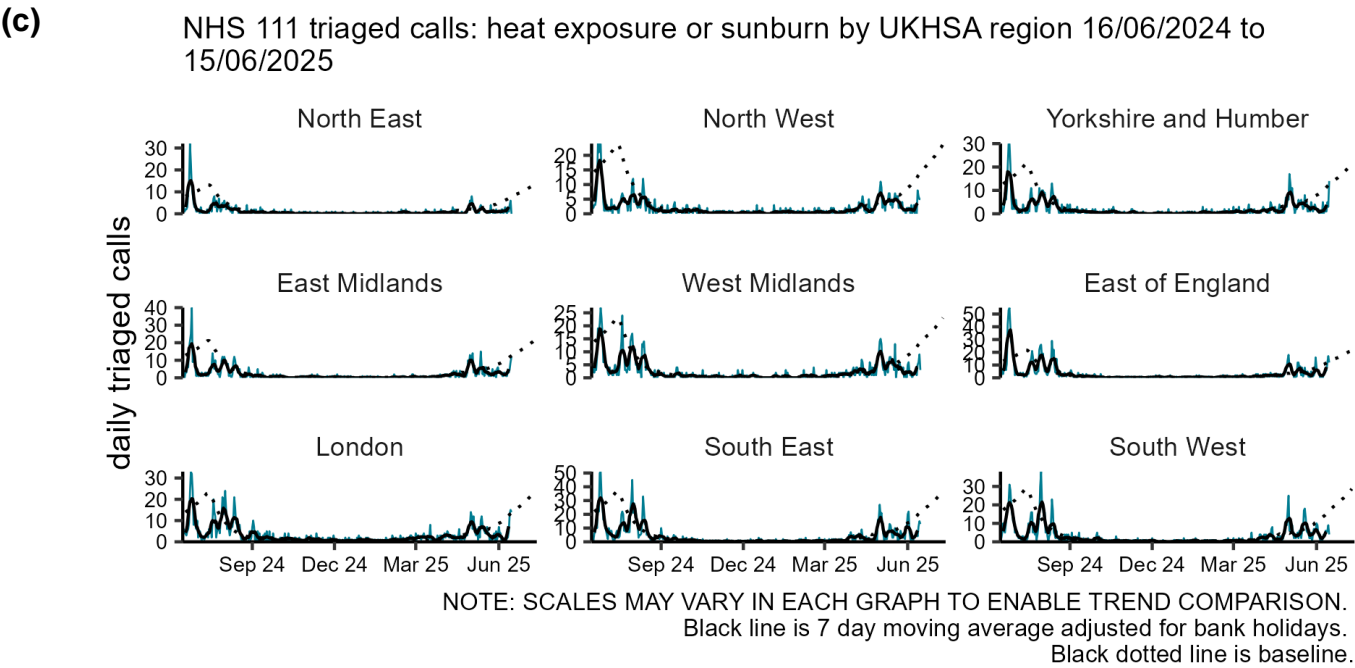 (c)
NHS 111 triaged calls: heat exposure or sunburn by UKHSA region 16/06/2024 to
15/06/2025
daily triaged calls
North East
30
20
10
0
North West
20
15
10
5
0
Yorkshire and Humber
30
20
10
0
East Midlands
40
30
20
10
0
West Midlands
25
20
15
10
5
0
East of England
50
40
30
20
10
0
London
30
20
10
0
Sep 24 Dec 24 Mar 25 Jun 25
South East
50
40
30
20
10
0
Sep 24 Dec 24 Mar 25 Jun 25
South West
30
20
10
0
Sep 24 Dec 24 Mar 25 Jun 25
NOTE: SCALES MAY VARY IN EACH GRAPH TO ENABLE TREND COMPARISON.
Black line is 7 day moving average adjusted for bank holidays.
Black dotted line is baseline.